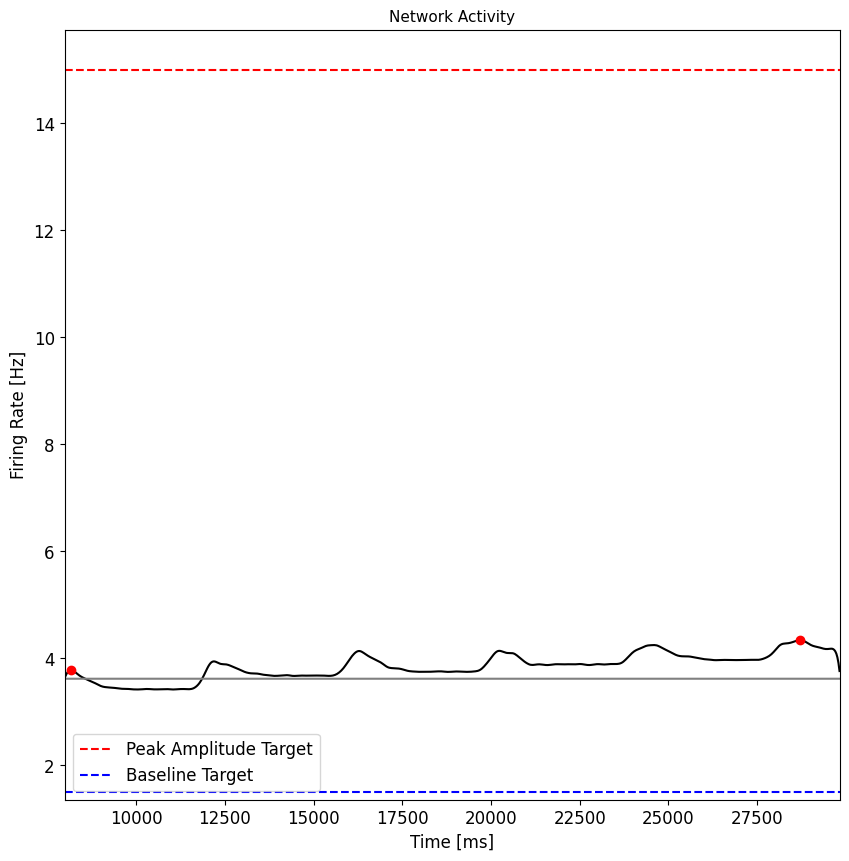 Network Activity
Firing Rate [Hz]
14
12
10
8
6
4
2
Peak Amplitude Target
Baseline Target
10000 12500 15000 17500 20000 22500 25000 27500
Time [ms]